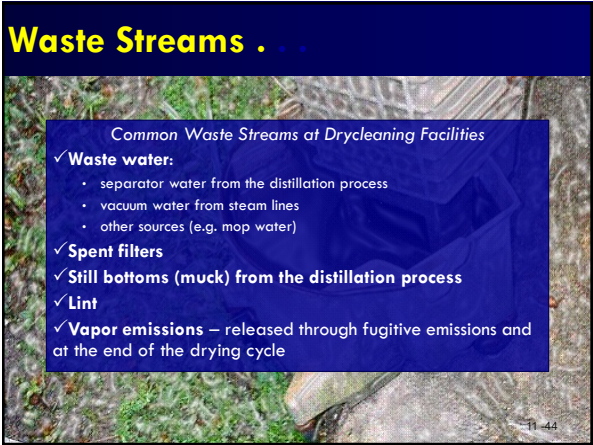 Waste Streams . . .
Common Waste Streams at Drycleaning Facilities
✓Waste water:
• separator water from the distillation process
• vacuum water from steam lines
• other sources (e.g. mop water)
✓Spent filters
✓Still bottoms (muck) from the distillation process
✓Lint
✓Vapor emissions – released through fugitive emissions and
at the end of the drying cycle
11-44